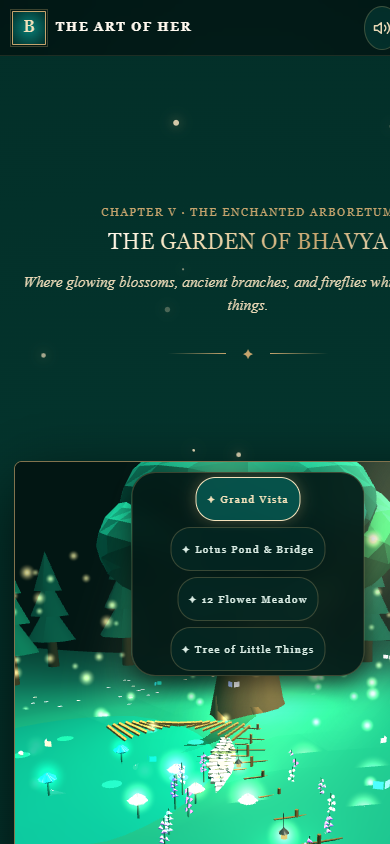 B THE ART OF HER
CHAPTER V · THE ENCHANTED ARBORETUM
THE GARDEN OF BHAVYA
Where glowing blossoms, ancient branches, and fireflies
things.
✦ Grand Vista
✦ Lotus Pond & Bridge
✦ 12 Flower Meadow
✦ Tree of Little Things